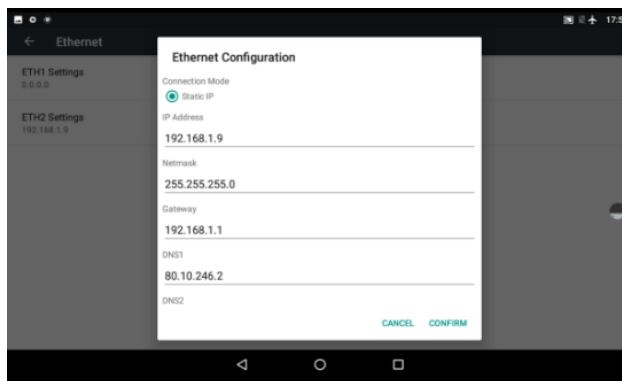 17:5
Ethernet
ETH1 Settings
0.0.0.0
ETH2 Settings
192.168.1.9
Ethernet Configuration
Connection Mode
Static IP
IP Address
192.168.1.9
Netmask
255.255.255.0
Gateway
192.168.1.1
DNS1
80.10.246.2
DNS2
CANCEL CONFIRM